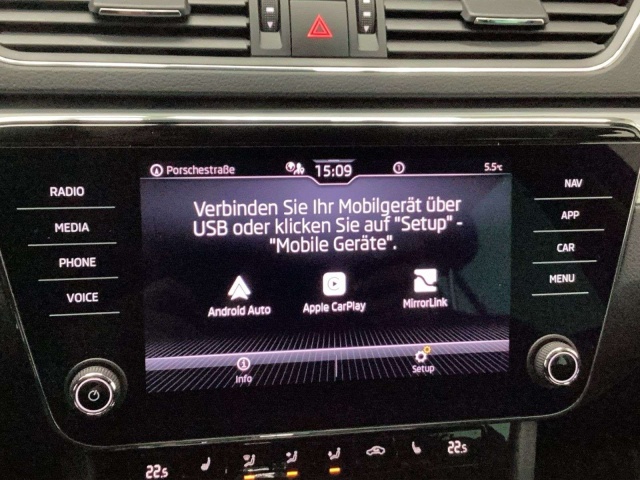 Porschestraße 15:09 5.5°C
RADIO
MEDIA
PHONE
VOICE
Verbinden Sie Ihr Mobilgerät über
USB oder klicken Sie auf "Setup" -
"Mobile Geräte".
Android Auto
Apple CarPlay
MirrorLink
Info
Setup
NAV
APP
CAR
MENU
22.5
22.5